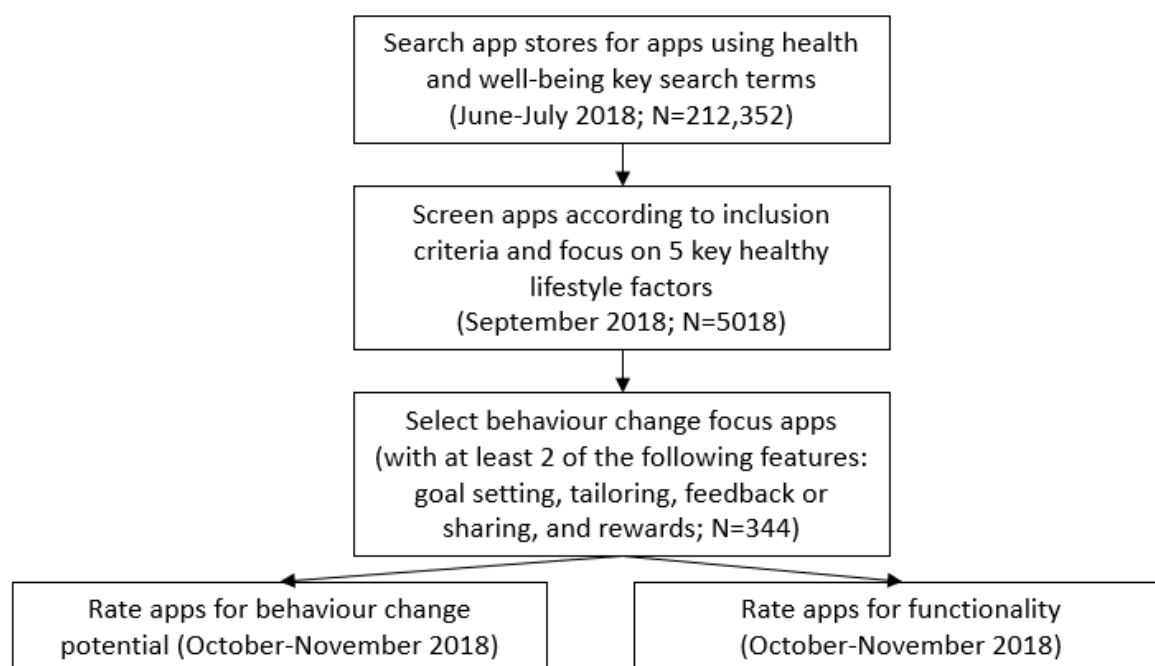 Search app stores for apps using health
and well-being key search terms
(June-July 2018; N=212,352)
Screen apps according to inclusion
criteria and focus on 5 key healthy
lifestyle factors
(September 2018; N=5018)
Select behaviour change focus apps
(with at least 2 of the following features:
goal setting, tailoring, feedback or
sharing, and rewards; N=344)
Rate apps for behaviour change
potential (October-November 2018)
Rate apps for functionality
(October-November 2018)